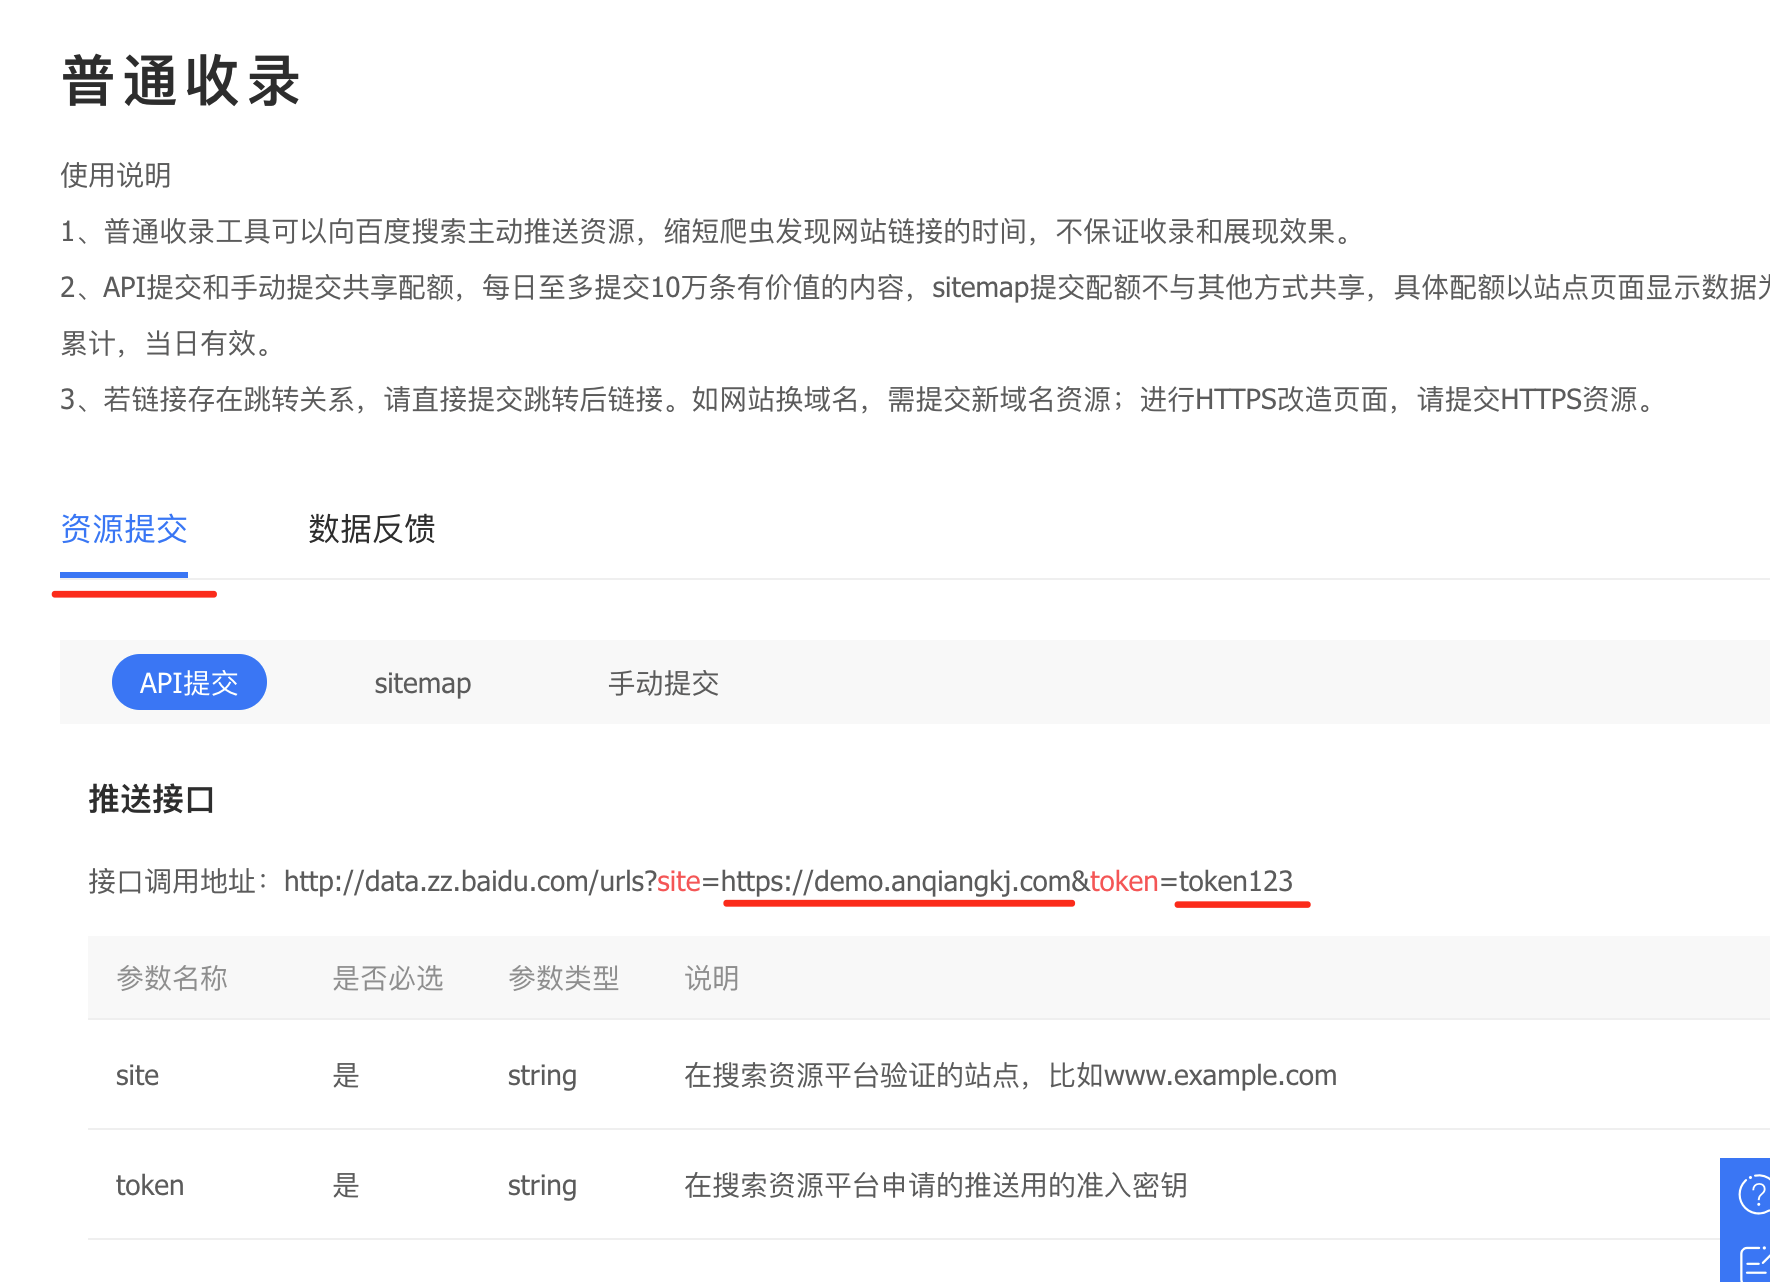 普通收录
使用说明
1、普通收录工具可以向百度搜索主动推送资源，缩短爬虫发现网站链接的时间，不保证收录和展现效果。
2、API提交和手动提交共享配额，每日至多提交10万条有价值的内容，sitemap提交配额不与其他方式共享，具体配额以站点页面显示数据为
累计，当日有效。
3、若链接存在跳转关系，请直接提交跳转后链接。如网站换域名，需提交新域名资源；进行HTTPS改造页面，请提交HTTPS资源。
资源提交 数据反馈
API提交 sitemap 手动提交
推送接口
接口调用地址：http://data.zz.baidu.com/urls?site=https://demo.anqiangkj.com&token=token123
参数名称 是否必选 参数类型 说明
site 是 string 在搜索资源平台验证的站点，比如www.example.com
token 是 string 在搜索资源平台申请的推送用的准入密钥